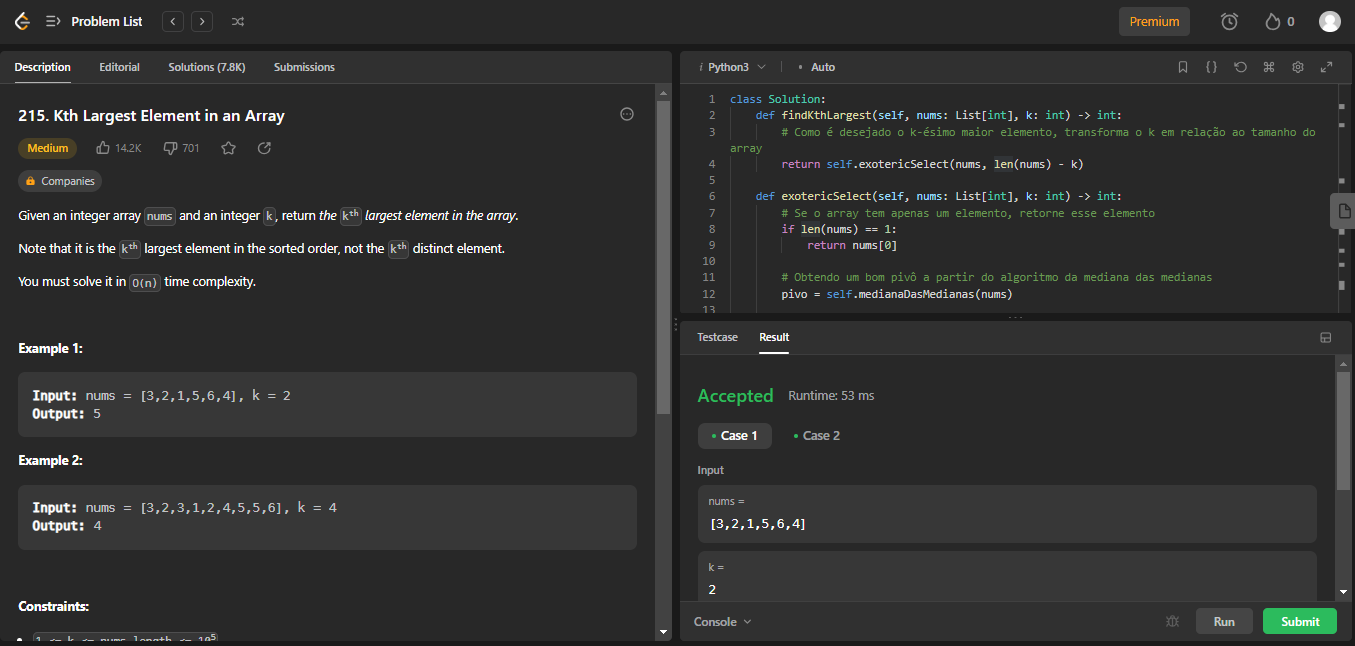 Problem List
Premium
0
Description Editorial Solutions (7.8K) Submissions
215. Kth Largest Element in an Array
Medium 14.2K 701
Companies
Given an integer array nums and an integer k, return the kth largest element in the array.
Note that it is the kth largest element in the sorted order, not the kth distinct element.
You must solve it in O(n) time complexity.
Example 1:
Input: nums = [3,2,1,5,6,4], k = 2
Output: 5
Example 2:
Input: nums = [3,2,3,1,2,4,5,5,6], k = 4
Output: 4
Constraints:
1 <= k <= nums.length <= 10^5
i Python3 • Auto
{}
1 class Solution:
2 def findKthLargest(self, nums: List[int], k: int) -> int:
3 # Como é desejado o k-ésimo maior elemento, transforma o k em relação ao tamanho do
array
4 return self.exotericSelect(nums, len(nums) - k)
5
6 def exotericSelect(self, nums: List[int], k: int) -> int:
7 # Se o array tem apenas um elemento, retorne esse elemento
8 if len(nums) == 1:
9 return nums[0]
10
11 # Obtendo um bom pivô a partir do algoritmo da mediana das medianas
12 pivo = self.medianaDasMedianas(nums)
13
Testcase Result
Accepted Runtime: 53 ms
• Case 1 • Case 2
Input
nums =
[3,2,1,5,6,4]
k =
2
Console Run Submit